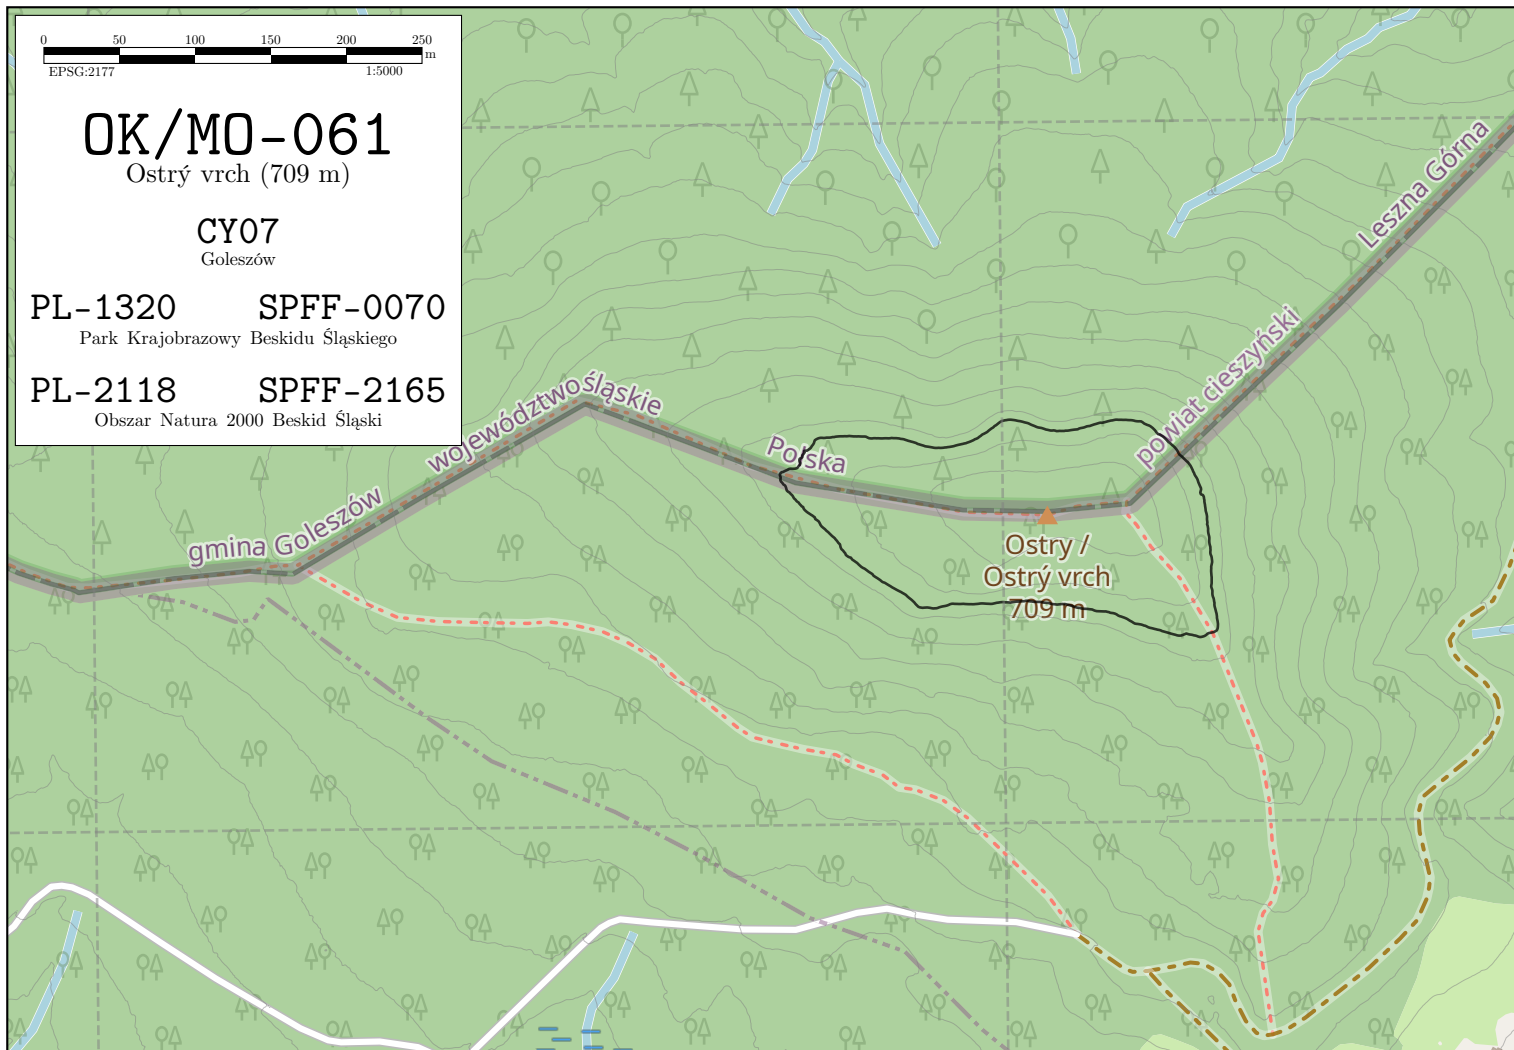 0 50 100 150 200 250
m
EPSG:2177 1:5000
OK/MO-061
Ostrý vrch (709 m)
CY07
Goleszów
PL-1320 SPFF-0070
Park Krajobrazowy Beskidu Śląskiego
PL-2118 SPFF-2165
Obszar Natura 2000 Beskid Śląski
Leszna Górna
powiat cieszyński
województwo śląskie
Polska
gmina Goleszów
Ostry /
Ostrý vrch
709 m